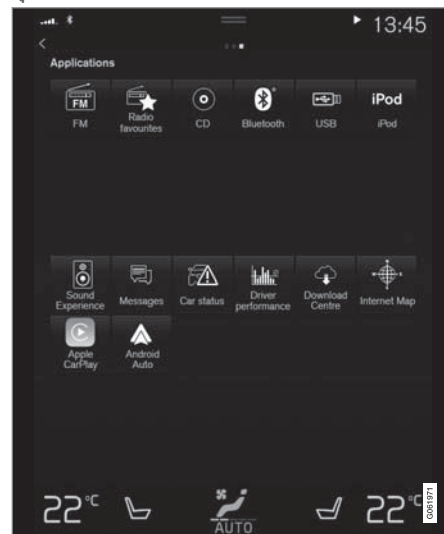 13:45
Applications
FM
FM
Radio favourites
CD
Bluetooth
USB
iPod
iPod
Sound Experience
Messages
Car status
Driver performance
Download Centre
Internet Map
Apple CarPlay
Android Auto
22°C
AUTO
22°C
G061971